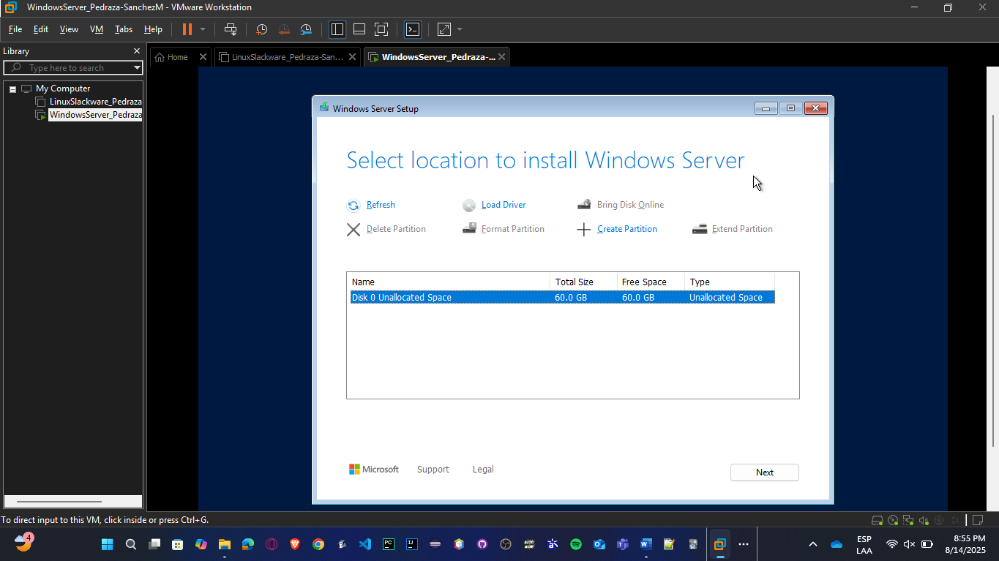 WindowsServer_Pedraza-SanchezM - VMware Workstation
File Edit View VM Tabs Help
Library
Type here to search
My Computer
LinuxSlackware_Pedraza
WindowsServer_Pedraza
Home
LinuxSlackware_Pedraza-San...
WindowsServer_Pedraza-...
Windows Server Setup
Select location to install Windows Server
Refresh Load Driver Bring Disk Online
Delete Partition Format Partition Create Partition Extend Partition
Name Total Size Free Space Type
Disk 0 Unallocated Space 60.0 GB 60.0 GB Unallocated Space
Microsoft Support Legal
Next
To direct input to this VM, click inside or press Ctrl+G.
4
PC
IJ
ESP
LAA
8:55 PM
8/14/2025